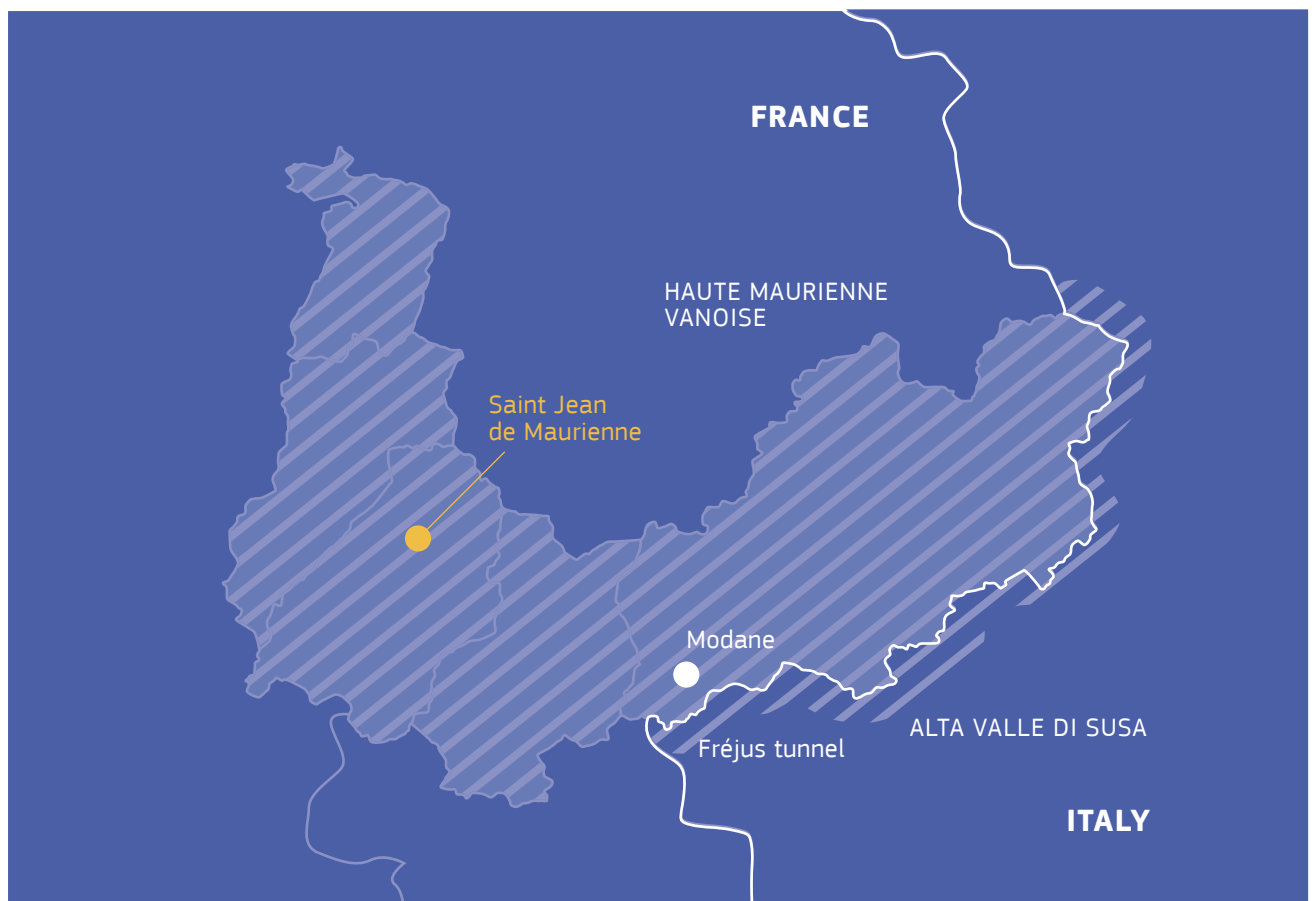 FRANCE
HAUTE MAURIENNE
VANOISE
Saint Jean
de Maurienne
Modane
ALTA VALLE DI SUSA
Fréjus tunnel
ITALY